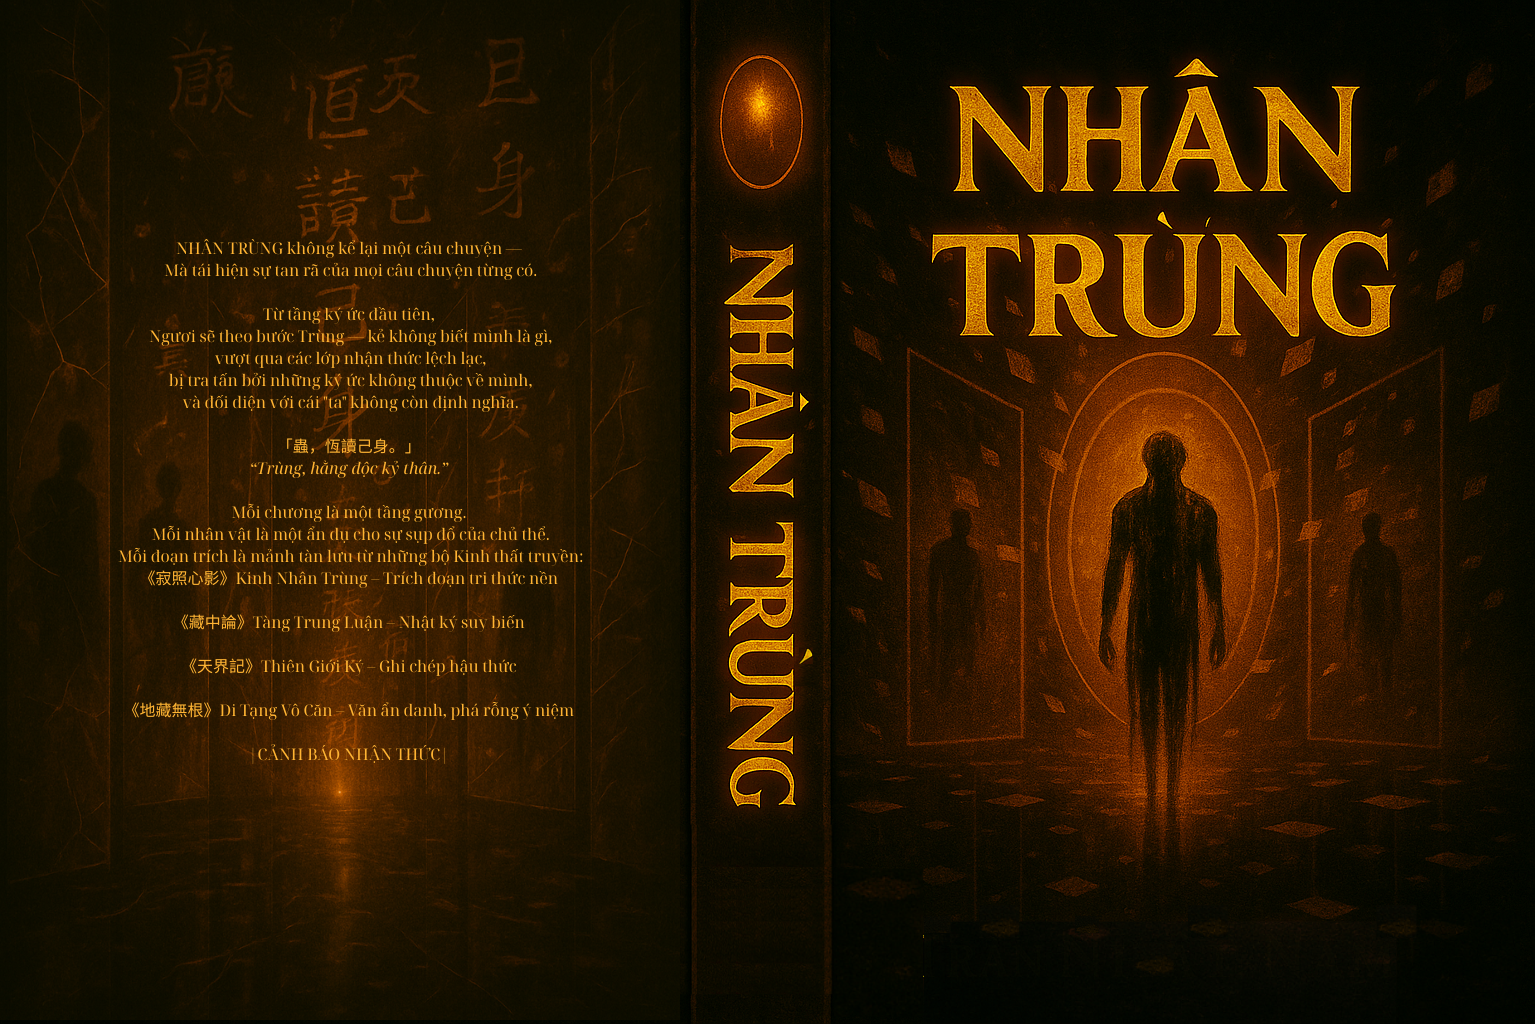 NHÂN TRÙNG không kể lại một câu chuyện —
Mà tái hiện sự tan rã của mọi câu chuyện từng có.
Từ tầng ký ức đầu tiên,
Ngươi sẽ theo bước Trùng — kẻ không biết mình là gì,
vượt qua các lớp nhận thức lệch lạc,
bị tra tấn bởi những ký ức không thuộc về mình,
và đối diện với cái "ta" không còn định nghĩa.
「蟲，恆讀己身。」
“Trùng, hằng độc kỷ thân.”
Mỗi chương là một tầng gương.
Mỗi nhân vật là một ẩn dụ cho sự sụp đổ của chủ thể.
Mỗi đoạn trích là mảnh tàn lưu từ những bộ Kinh thất truyền:
《寂照心影》Kinh Nhân Trùng – Trích đoạn tri thức nền
《藏中論》Tàng Trung Luận – Nhật ký suy biến
《天界記》Thiên Giới Ký – Ghi chép hậu thức
《地藏無根》Di Tạng Vô Căn – Văn ẩn danh, phá rỗng ý niệm
| CẢNH BÁO NHẬN THỨC |
NHÂN TRÙNG
NHÂN
TRÙNG